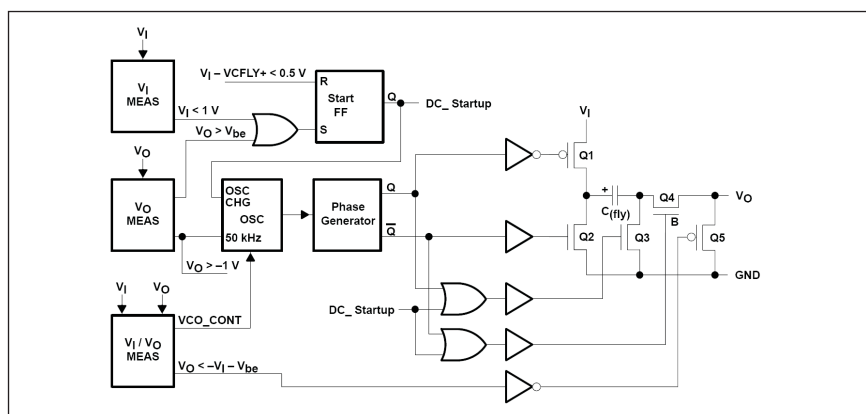 VI
VI
MEAS
VI – VCFLY+ < 0.5 V
R
Start
FF
S
Q
DC_ Startup
VI < 1 V
VO > Vbe
VO
VO
MEAS
OSC
CHG
OSC
50 kHz
Phase
Generator
Q
Q
VO > –1 V
VI
VO
VI / VO
MEAS
VCO_CONT
VO < –VI – Vbe
DC_ Startup
VI
Q1
+
C(fly)
Q4
VO
B
Q2
Q3
Q5
GND